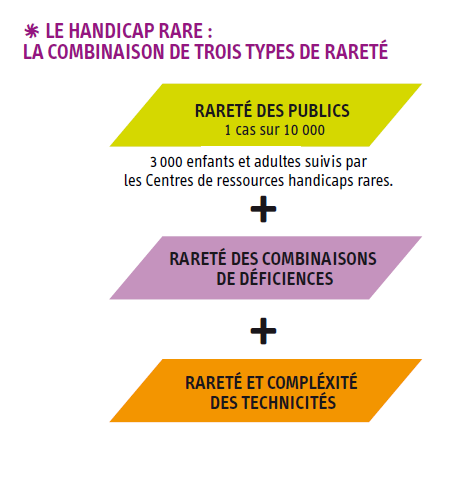 ✷ LE HANDICAP RARE :
LA COMBINAISON DE TROIS TYPES DE RARETÉ
RARETÉ DES PUBLICS
1 cas sur 10 000
3 000 enfants et adultes suivis par
les Centres de ressources handicaps rares.
+
RARETÉ DES COMBINAISONS
DE DÉFICIENCES
+
RARETÉ ET COMPLÉXITÉ
DES TECHNICITÉS